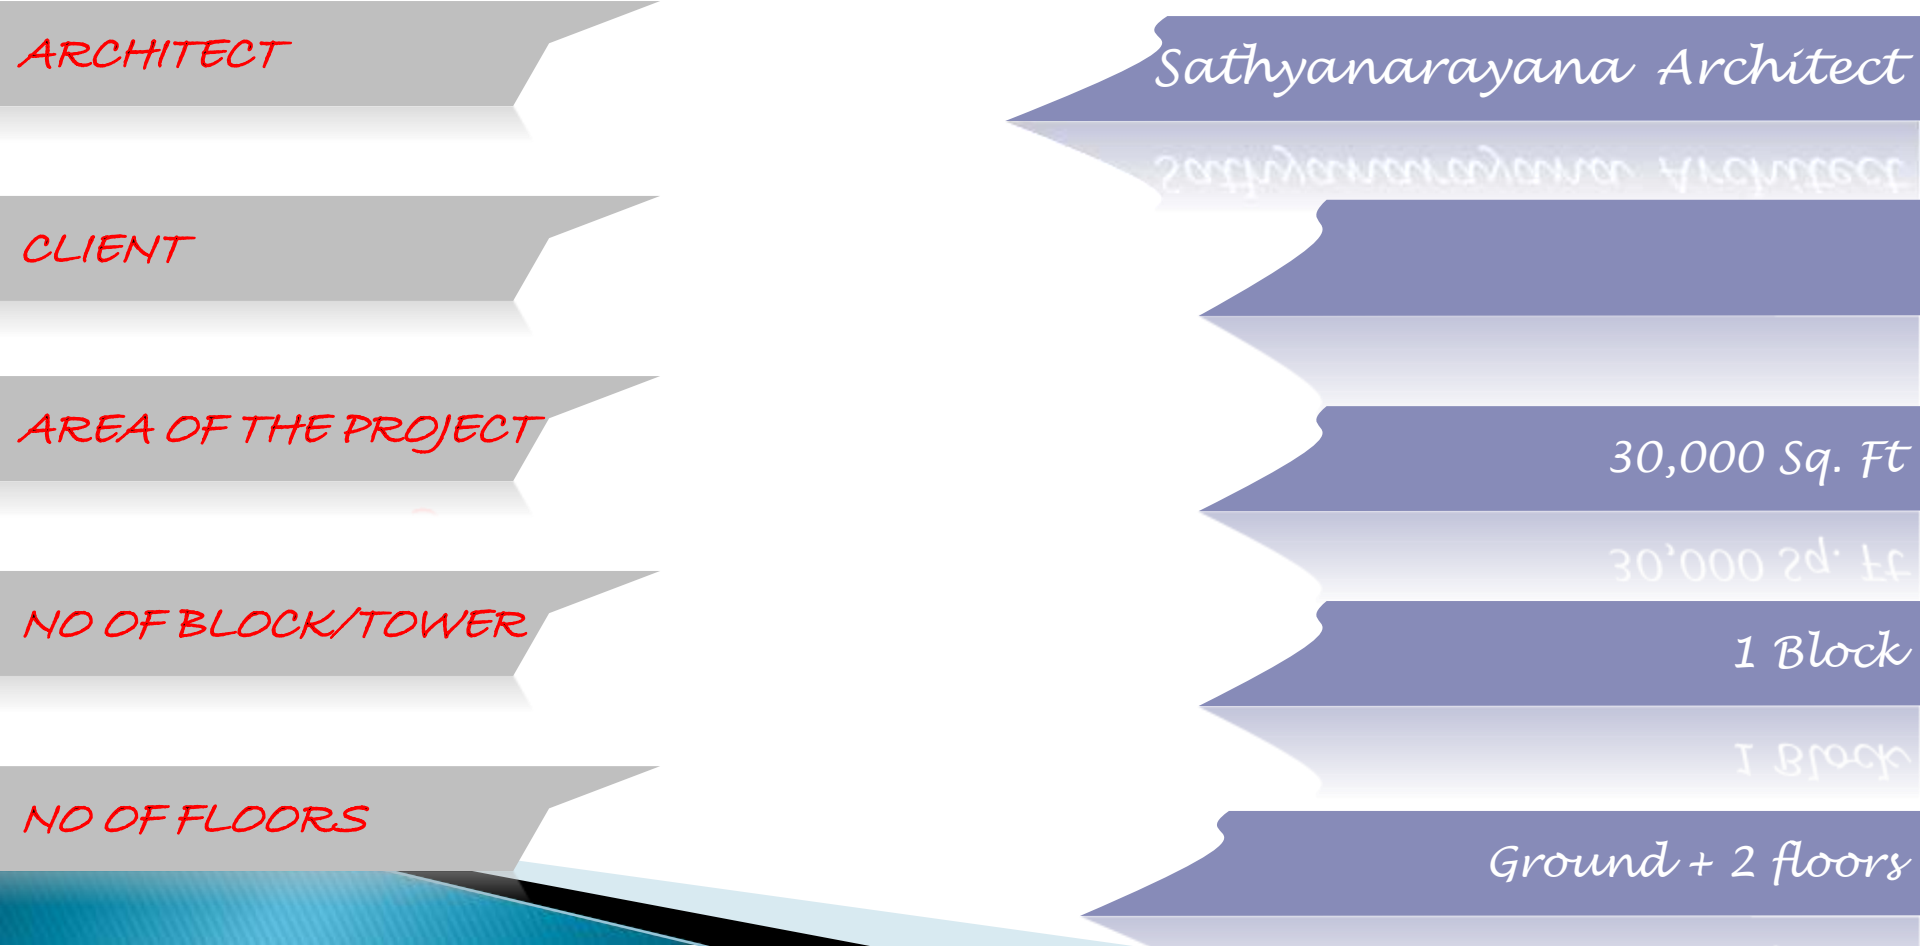 ARCHITECT
Sathyanarayana Architect
CLIENT
AREA OF THE PROJECT
30,000 Sq. Ft
NO OF BLOCK/TOWER
1 Block
NO OF FLOORS
Ground + 2 floors